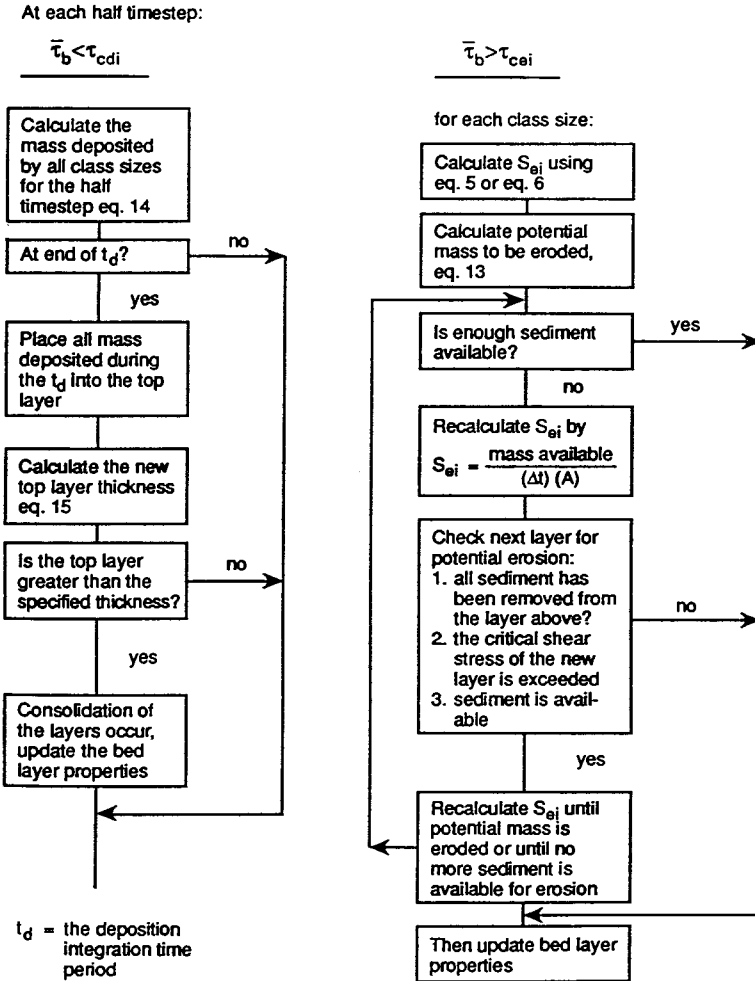 At each half timestep:
τ̅b<τcdi
Calculate the
mass deposited
by all class sizes
for the half
timestep eq. 14
At end of td?
no
yes
Place all mass
deposited during
the td into the top
layer
Calculate the new
top layer thickness
eq. 15
Is the top layer
greater than the
specified thickness?
no
yes
Consolidation of
the layers occur,
update the bed
layer properties
td = the deposition
integration time
period
τ̅b>τcei
for each class size:
Calculate Sei using
eq. 5 or eq. 6
Calculate potential
mass to be eroded,
eq. 13
Is enough sediment
available?
yes
no
Recalculate Sei by
Sei = mass available
(Δt) (A)
Check next layer for
potential erosion:
1. all sediment has
been removed from
the layer above?
2. the critical shear
stress of the new
layer is exceeded
3. sediment is avail-
able
no
yes
Recalculate Sei until
potential mass is
eroded or until no
more sediment is
available for erosion
Then update bed layer
properties